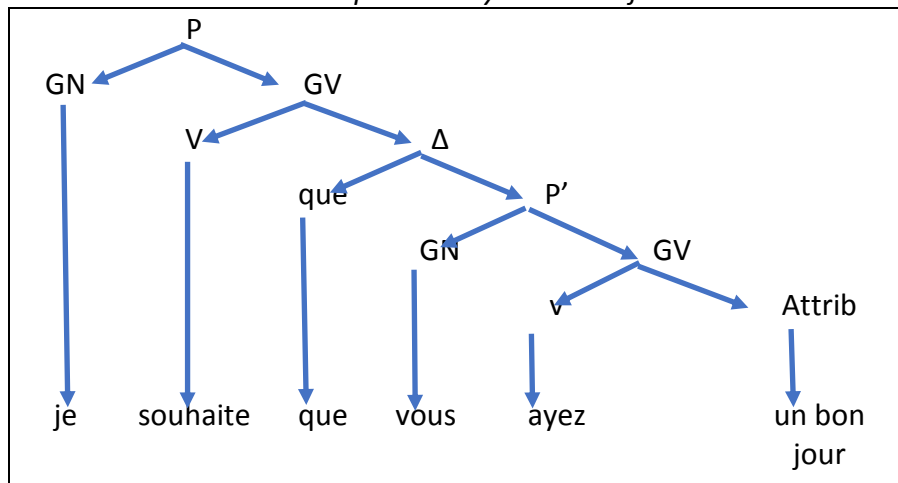 P
GN GV
V Δ
que P’
GN GV
v Attrib
je souhaite que vous ayez un bon
jour